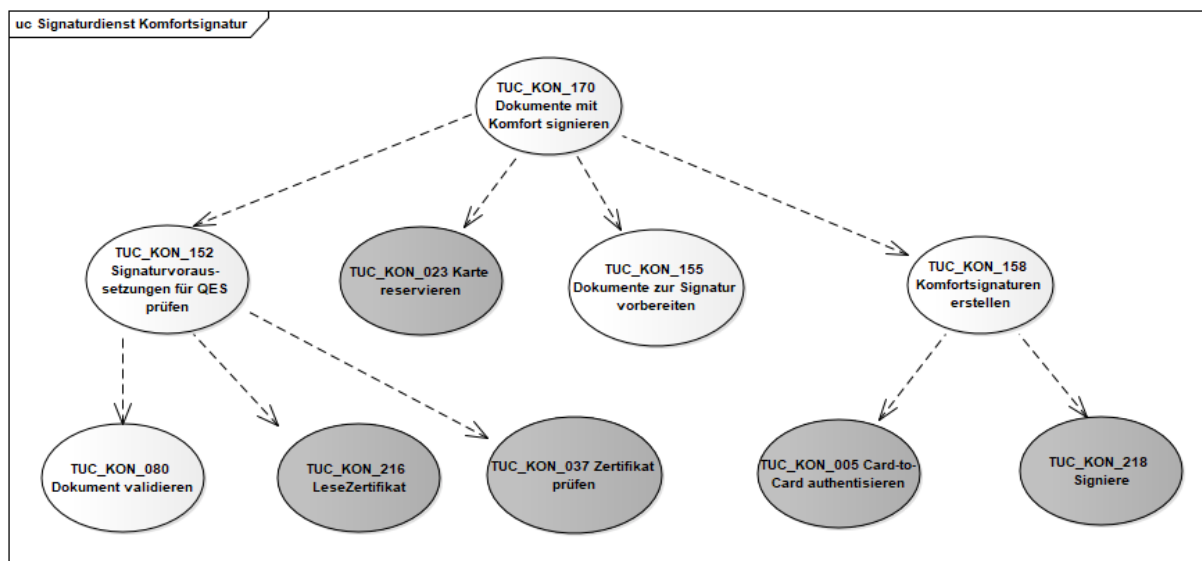 uc Signaturdienst Komfortsignatur
TUC_KON_170
Dokumente mit
Komfort signieren
TUC_KON_152
Signaturvoraus-
setzungen für QES
prüfen
TUC_KON_023 Karte
reservieren
TUC_KON_155
Dokumente zur Signatur
vorbereiten
TUC_KON_158
Komfortsignaturen
erstellen
TUC_KON_080
Dokument validieren
TUC_KON_216
LeseZertifikat
TUC_KON_037 Zertifikat
prüfen
TUC_KON_005 Card-to-
Card authentisieren
TUC_KON_218
Signiere